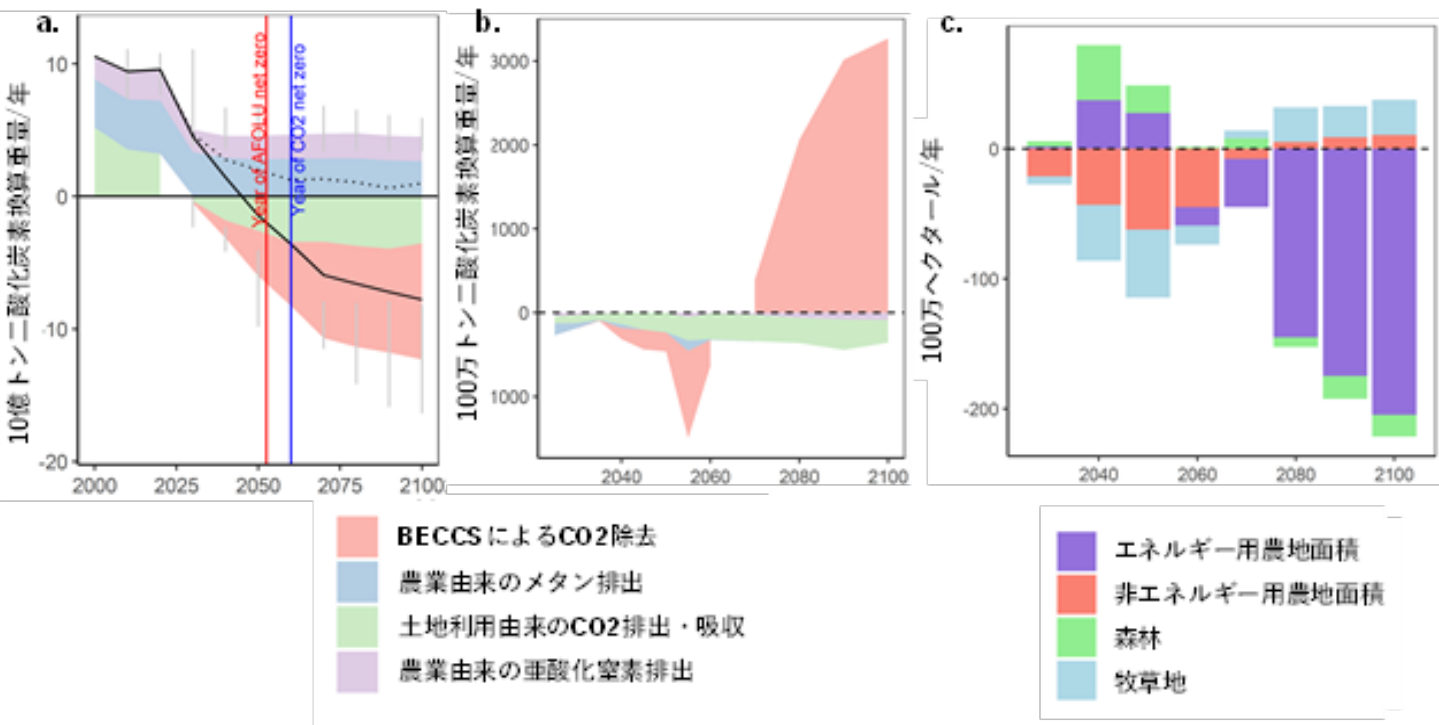 a.
10億トン二酸化炭素換算重量/年
10
0
-10
-20
2000
2025
2050
2075
2100
Year of AFOLU net zero
Year of CO2 net zero
b.
100万トン二酸化炭素換算重量/年
3000
2000
1000
0
1000
2040
2060
2080
2100
c.
100万ヘクタール/年
0
-100
-200
2040
2060
2080
2100
BECCSによるCO2除去
農業由来のメタン排出
土地利用由来のCO2排出・吸収
農業由来の亜酸化窒素排出
エネルギー用農地面積
非エネルギー用農地面積
森林
牧草地